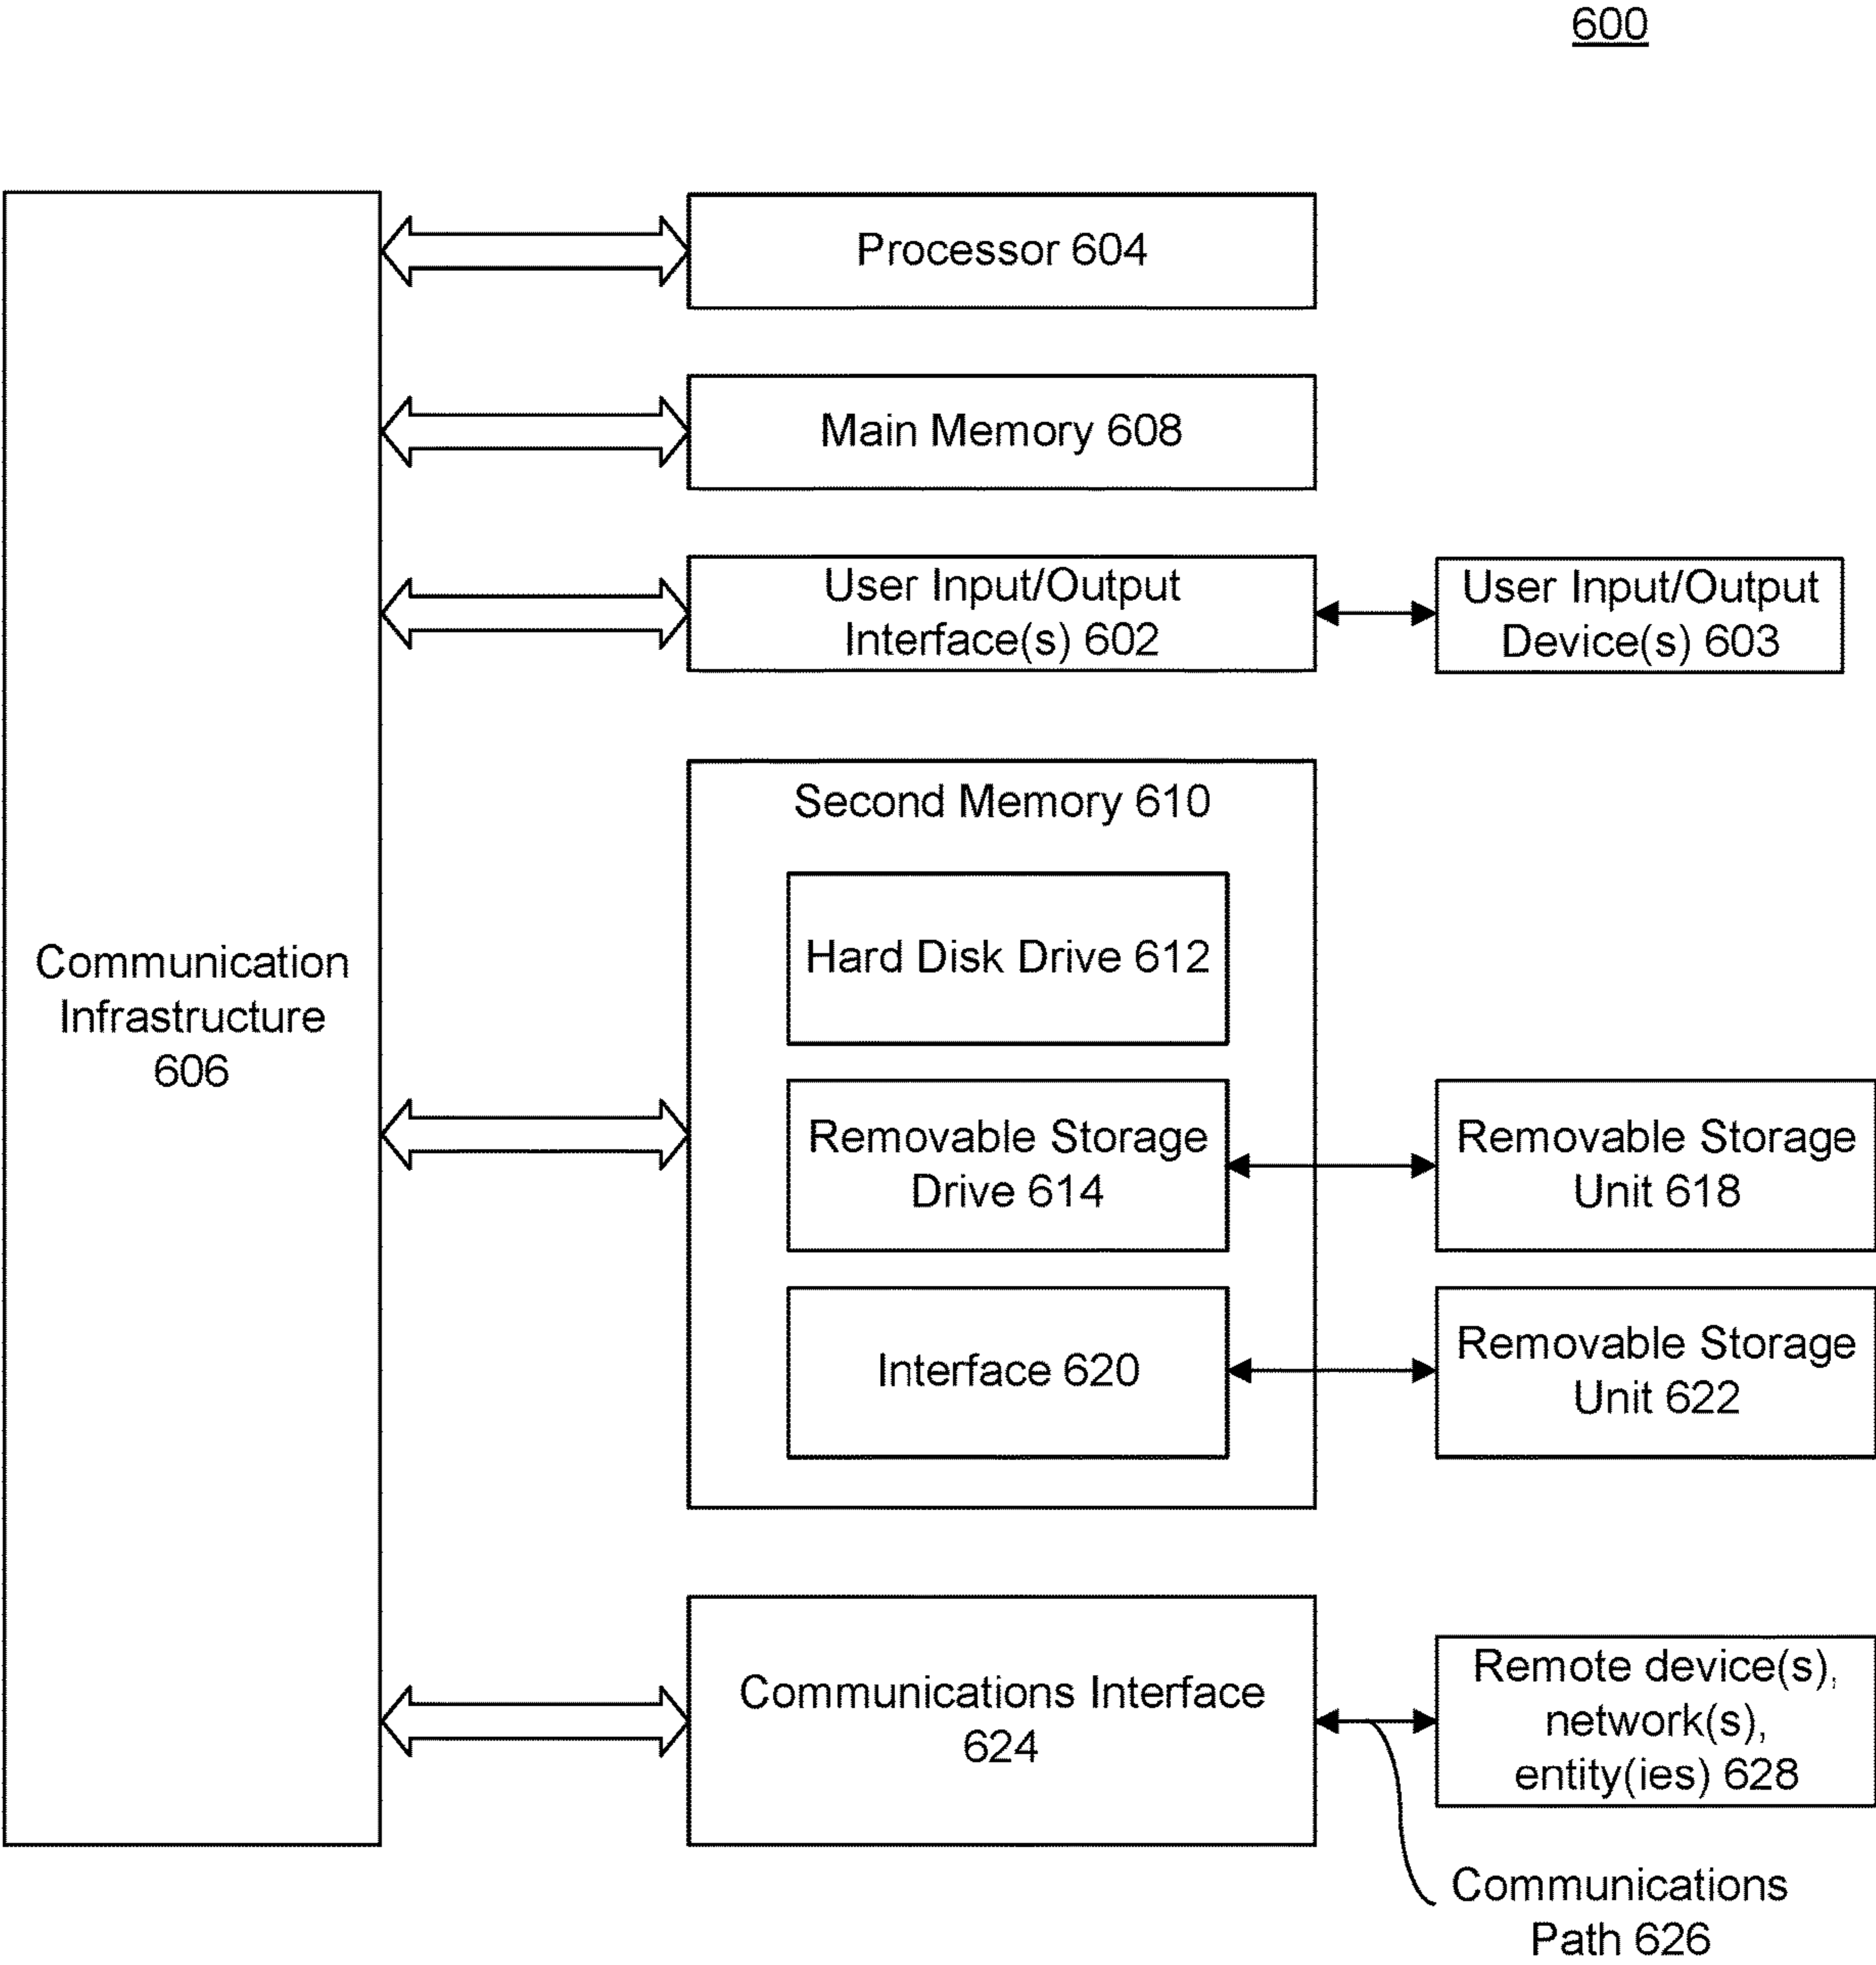 600
Processor 604
Main Memory 608
User Input/Output
Interface(s) 602
User Input/Output
Device(s) 603
Second Memory 610
Hard Disk Drive 612
Communication
Infrastructure
606
Removable Storage
Drive 614
Removable Storage
Unit 618
Interface 620
Removable Storage
Unit 622
Communications Interface
624
Remote device(s),
network(s),
entity(ies) 628
Communications
Path 626